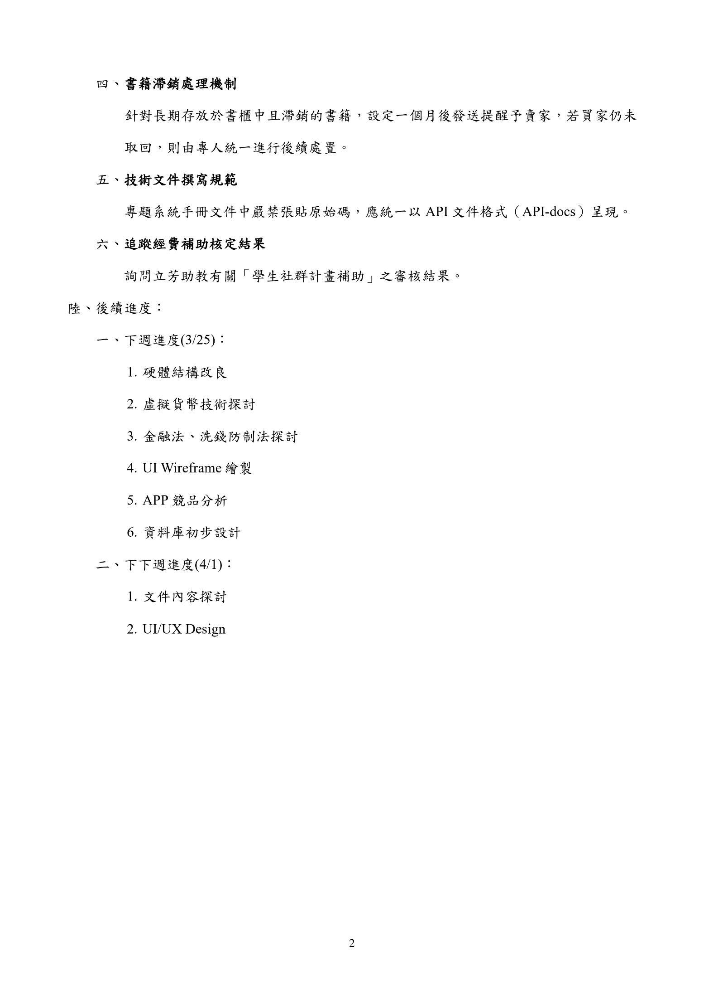 四、書籍滯銷處理機制
針對長期存放於書櫃中且滯銷的書籍，設定一個月後發送提醒予賣家，若買家仍未
取回，則由專人統一進行後續處置。
五、技術文件撰寫規範
專題系統手冊文件中嚴禁張貼原始碼，應統一以 API 文件格式（API-docs）呈現。
六、追蹤經費補助核定結果
詢問立芳助教有關「學生社群計畫補助」之審核結果。
陸、後續進度：
一、下週進度(3/25)：
1. 硬體結構改良
2. 虛擬貨幣技術探討
3. 金融法、洗錢防制法探討
4. UI Wireframe 繪製
5. APP 競品分析
6. 資料庫初步設計
二、下下週進度(4/1)：
1. 文件內容探討
2. UI/UX Design
2